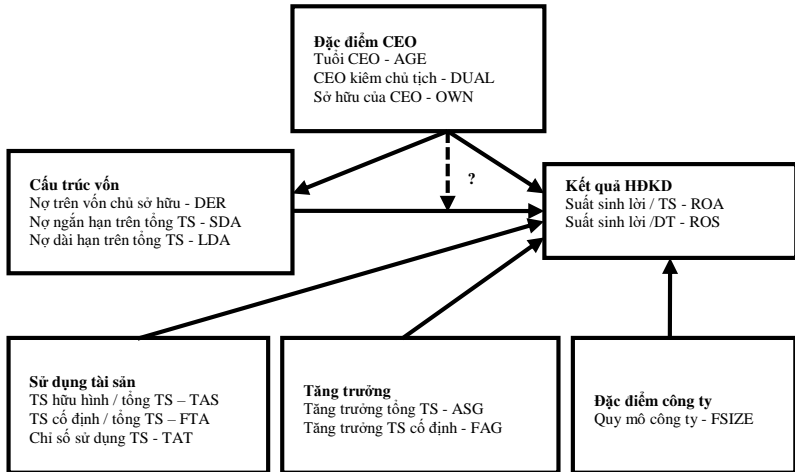 Đặc điểm CEO
Tuổi CEO - AGE
CEO kiêm chủ tịch - DUAL
Sở hữu của CEO - OWN
?
Cấu trúc vốn
Nợ trên vốn chủ sở hữu - DER
Nợ ngắn hạn trên tổng TS - SDA
Nợ dài hạn trên tổng TS - LDA
Kết quả HĐKD
Suất sinh lời / TS - ROA
Suất sinh lời /DT - ROS
Sử dụng tài sản
TS hữu hình / tổng TS – TAS
TS cố định / tổng TS – FTA
Chỉ số sử dụng TS - TAT
Tăng trưởng
Tăng trưởng tổng TS - ASG
Tăng trưởng TS cố định - FAG
Đặc điểm công ty
Quy mô công ty - FSIZE